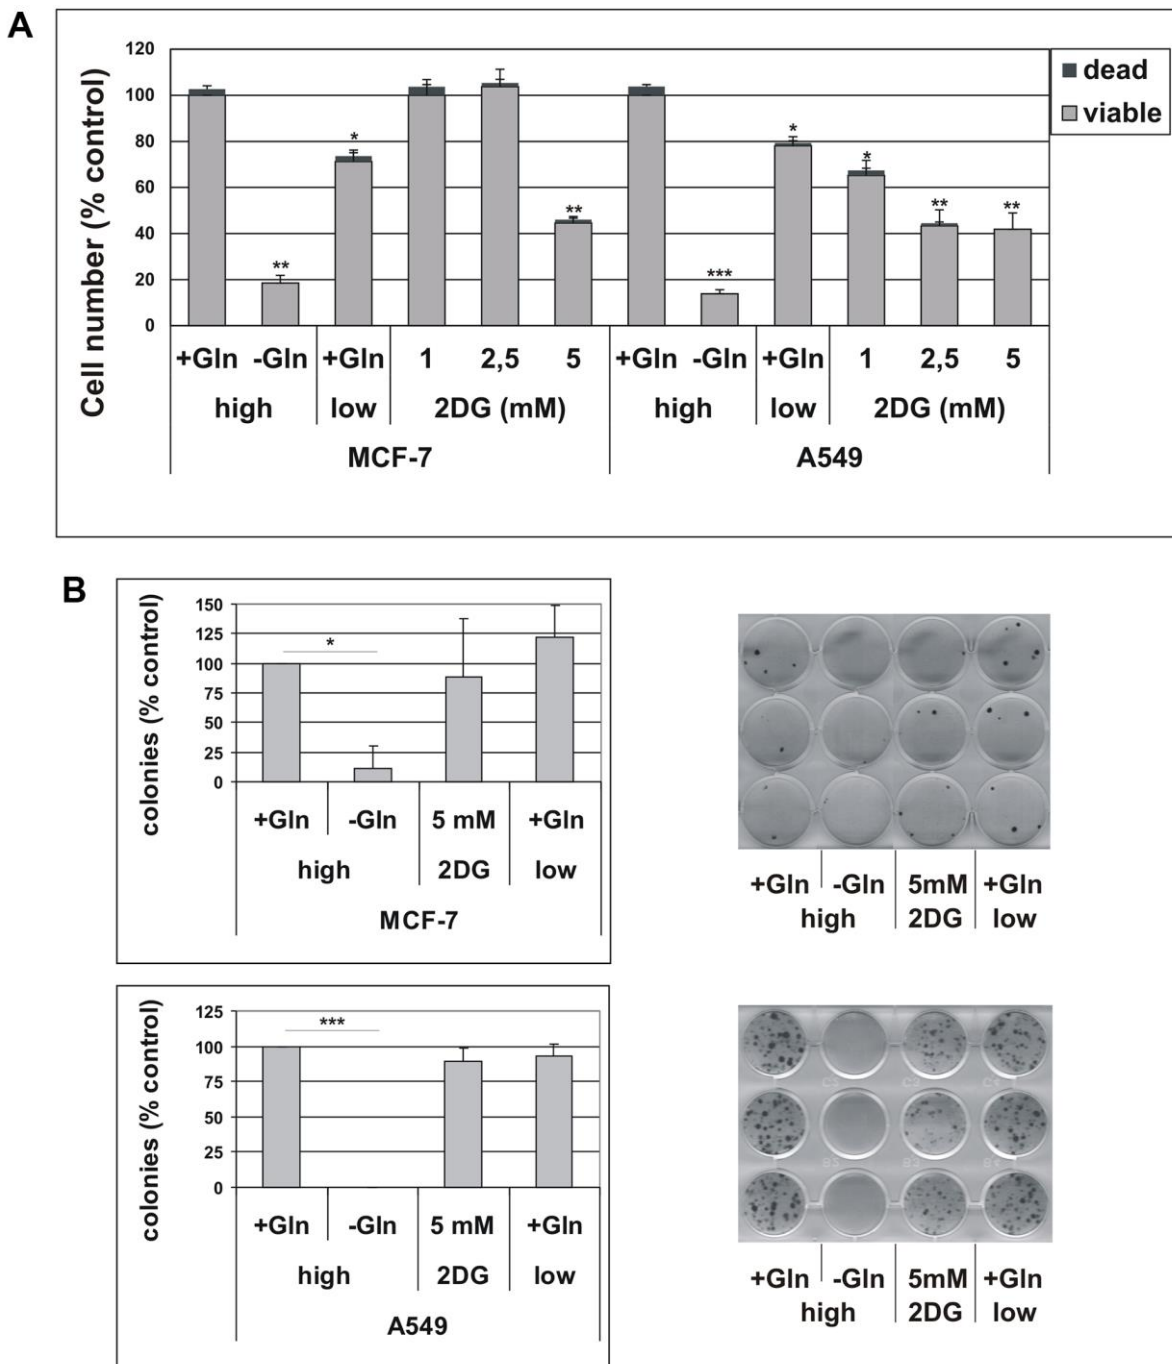 A
Cell number (% control)
120
100
80
60
40
20
0
dead
viable
**
*
**
***
*
*
**
**
+Gln -Gln +Gln 1 2,5 5 +Gln -Gln +Gln 1 2,5 5
high low 2DG (mM) high low 2DG (mM)
MCF-7 A549
B
colonies (% control)
150
125
100
75
50
25
0
*
+Gln -Gln 5 mM +Gln
high 2DG low
MCF-7
+Gln -Gln 5mM +Gln
high 2DG low
colonies (% control)
125
100
75
50
25
0
***
+Gln -Gln 5 mM +Gln
high 2DG low
A549
+Gln -Gln 5mM +Gln
high 2DG low